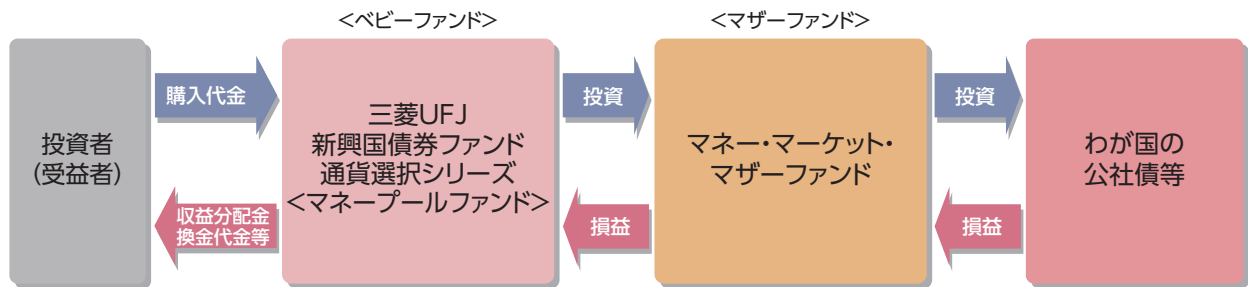 <ベビーファンド>
<マザーファンド>
投資者
(受益者)
購入代金
収益分配金
換金代金等
三菱UFJ
新興国債券ファンド
通貨選択シリーズ
<マネープールファンド>
投資
損益
マネー・マーケット・
マザーファンド
投資
損益
わが国の
公社債等